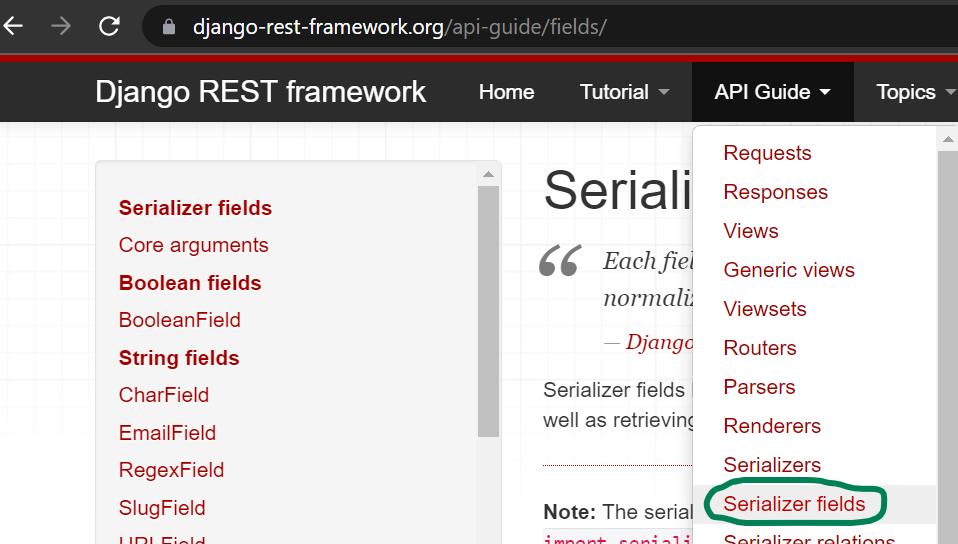 django-rest-framework.org/api-guide/fields/
Django REST framework
Home
Tutorial
API Guide
Topics
Serializer fields
Core arguments
Boolean fields
BooleanField
String fields
CharField
EmailField
RegexField
SlugField
URLField
Seriali
Each fiel
normaliz
— Django
Serializer fields
well as retrieving
Note: The serial
import seriali
Requests
Responses
Views
Generic views
Viewsets
Routers
Parsers
Renderers
Serializers
Serializer fields
Serializer relations